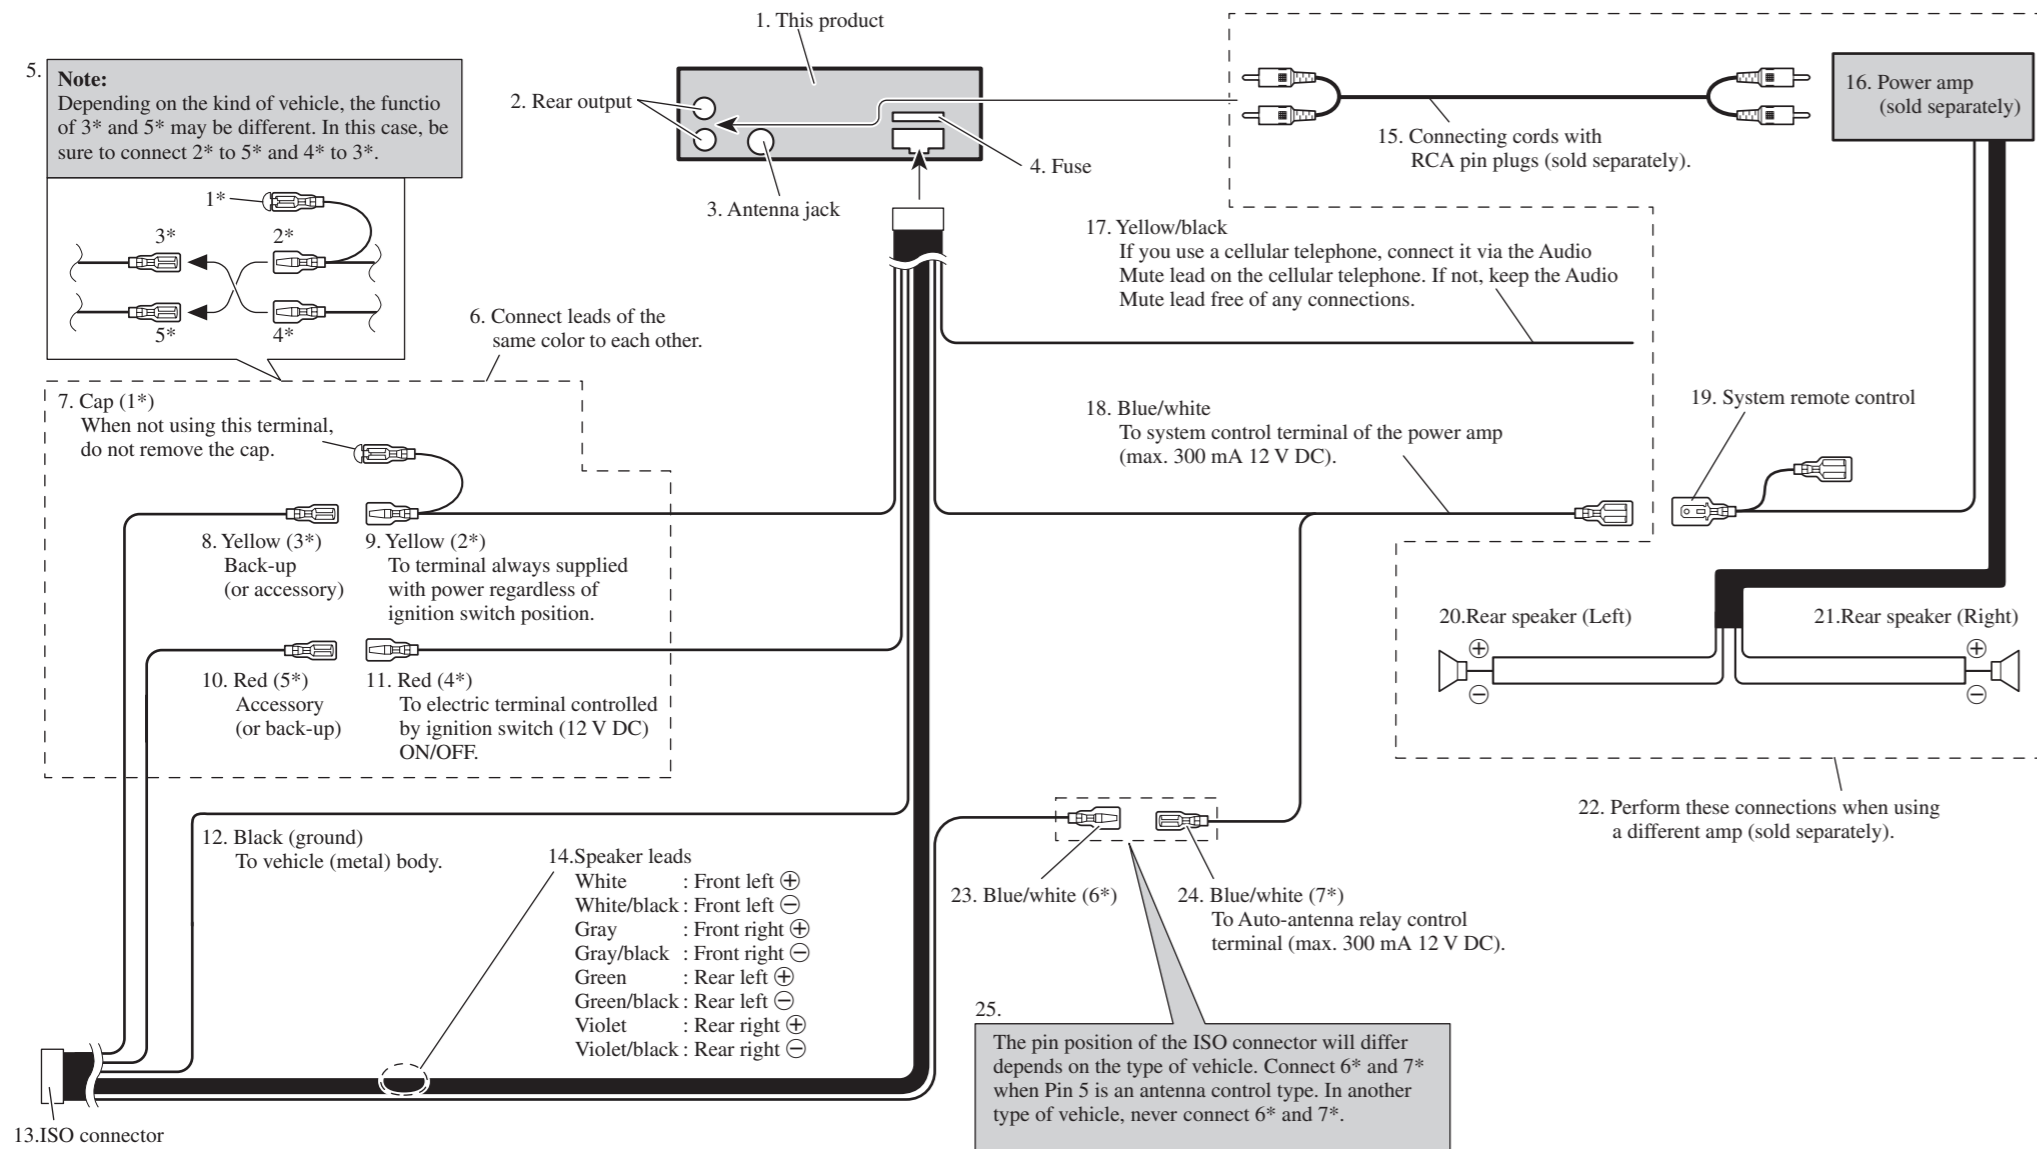 1. This product
2. Rear output
3. Antenna jack
4. Fuse
5.
Note:
Depending on the kind of vehicle, the functio
of 3* and 5* may be different. In this case, be
sure to connect 2* to 5* and 4* to 3*.
1*
3*
2*
5*
4*
6. Connect leads of the
same color to each other.
7. Cap (1*)
When not using this terminal,
do not remove the cap.
8. Yellow (3*)
Back-up
(or accessory)
9. Yellow (2*)
To terminal always supplied
with power regardless of
ignition switch position.
10. Red (5*)
Accessory
(or back-up)
11. Red (4*)
To electric terminal controlled
by ignition switch (12 V DC)
ON/OFF.
12. Black (ground)
To vehicle (metal) body.
13.ISO connector
14.Speaker leads
White : Front left ⊕
White/black : Front left ⊖
Gray : Front right ⊕
Gray/black : Front right ⊖
Green : Rear left ⊕
Green/black : Rear left ⊖
Violet : Rear right ⊕
Violet/black : Rear right ⊖
15. Connecting cords with
RCA pin plugs (sold separately).
16. Power amp
(sold separately)
17. Yellow/black
If you use a cellular telephone, connect it via the Audio
Mute lead on the cellular telephone. If not, keep the Audio
Mute lead free of any connections.
18. Blue/white
To system control terminal of the power amp
(max. 300 mA 12 V DC).
19. System remote control
20.Rear speaker (Left)
⊕
⊖
21.Rear speaker (Right)
⊕
⊖
22. Perform these connections when using
a different amp (sold separately).
23. Blue/white (6*)
24. Blue/white (7*)
To Auto-antenna relay control
terminal (max. 300 mA 12 V DC).
25.
The pin position of the ISO connector will differ
depends on the type of vehicle. Connect 6* and 7*
when Pin 5 is an antenna control type. In another
type of vehicle, never connect 6* and 7*.